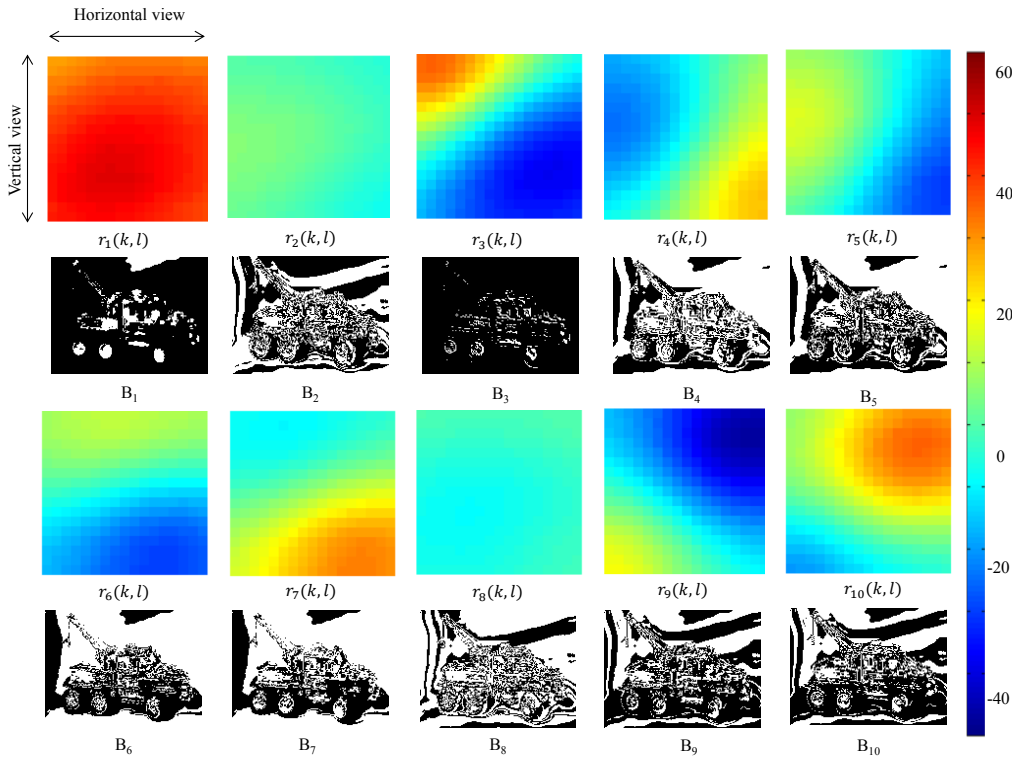 Horizontal view
Vertical view
r₁(k, l) r₂(k, l) r₃(k, l) r₄(k, l) r₅(k, l)
B₁ B₂ B₃ B₄ B₅
r₆(k, l) r₇(k, l) r₈(k, l) r₉(k, l) r₁₀(k, l)
B₆ B₇ B₈ B₉ B₁₀
60
40
20
0
-20
-40